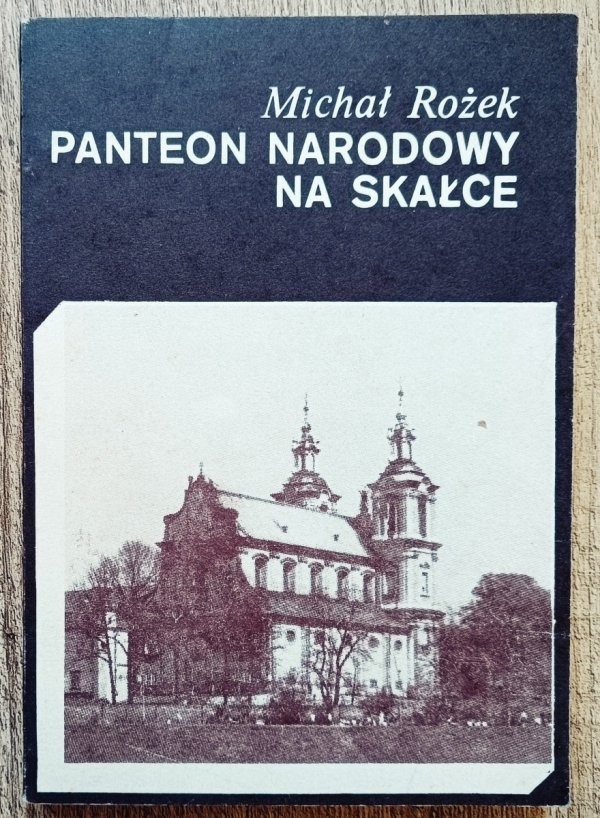 Michał Rożek
PANTEON NARODOWY
NA SKAŁCE